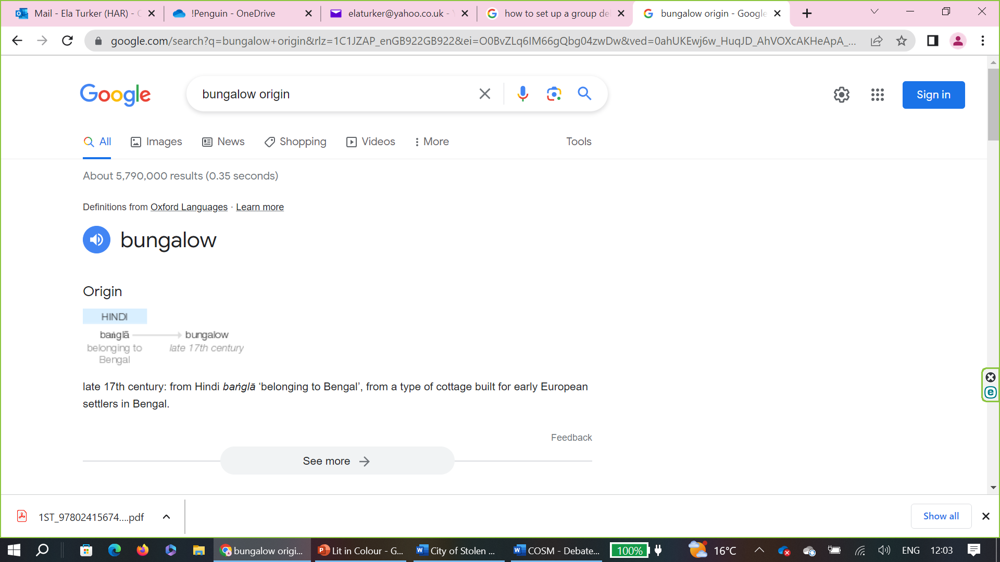 Mail - Ela Turker (HAR) -
!Penguin - OneDrive
elaturker@yahoo.co.uk -
how to set up a group de
bungalow origin - Google
google.com/search?q=bungalow+origin&rlz=1C1JZAP_enGB922GB922&ei=O0BvZLq6IM66gQbg04zwDw&ved=0ahUKEwj6w_HuqJD_AhVOXcAKHeApA_...
Google
bungalow origin
Sign in
All
Images
News
Shopping
Videos
More
Tools
About 5,790,000 results (0.35 seconds)
Definitions from Oxford Languages · Learn more
bungalow
Origin
HINDI
baṅglā
bungalow
belonging to
late 17th century
Bengal
late 17th century: from Hindi baṅglā ‘belonging to Bengal’, from a type of cottage built for early European
settlers in Bengal.
Feedback
See more
1ST_97802415674....pdf
Show all
bungalow origi...
Lit in Colour - G...
City of Stolen ...
COSM - Debate...
100%
16°C
ENG
12:03